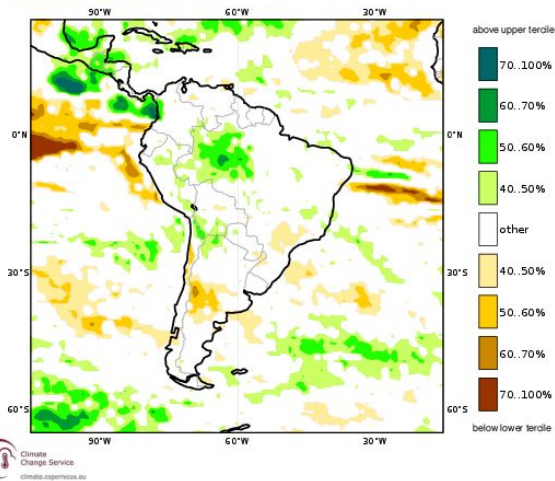 90°W 60°W 30°W
above upper tercile
70..100%
60..70%
50..60%
40..50%
other
40..50%
50..60%
60..70%
70..100%
below lower tercile
0°N 0°N
30°S 30°S
60°S 60°S
90°W 60°W 30°W
Climate
Change Service
climate.copernicus.eu